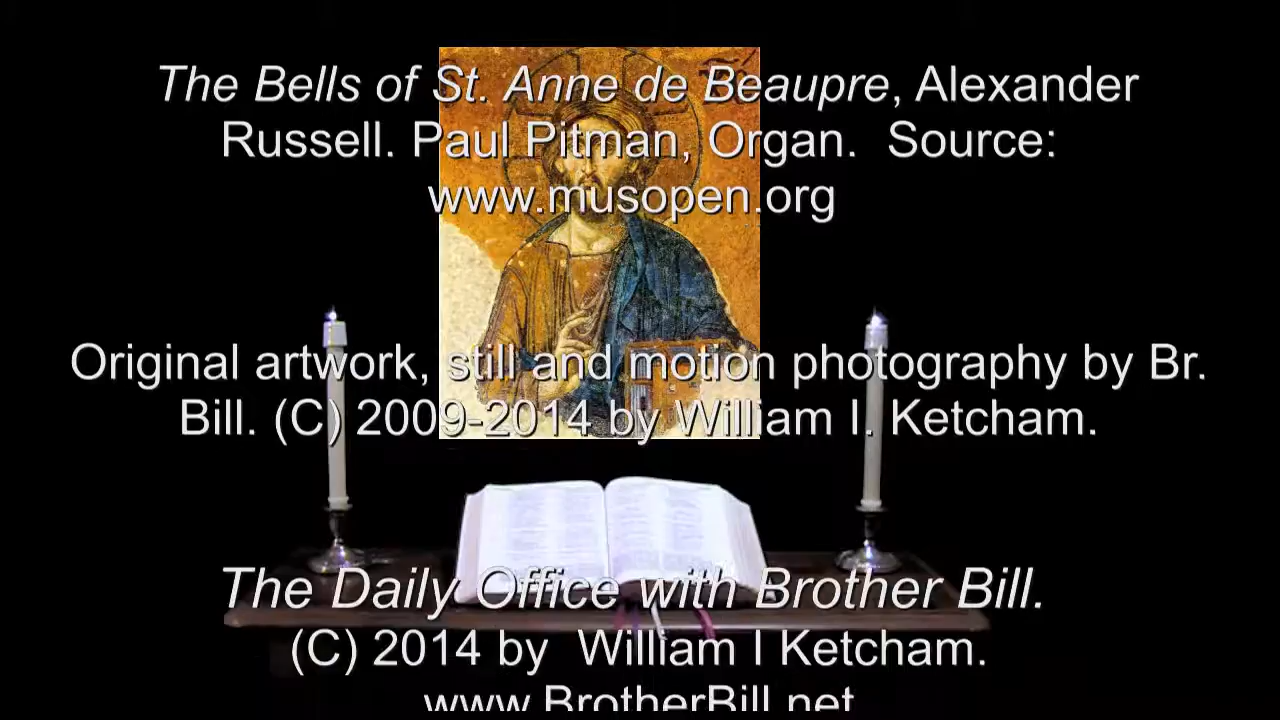 The Bells of St. Anne de Beaupre, Alexander
Russell. Paul Pitman, Organ.  Source:
www.musopen.org
Original artwork, still and motion photography by Br.
Bill. (C) 2009-2014 by William I. Ketcham.
The Daily Office with Brother Bill.
(C) 2014 by  William I Ketcham.
www.BrotherBill.net